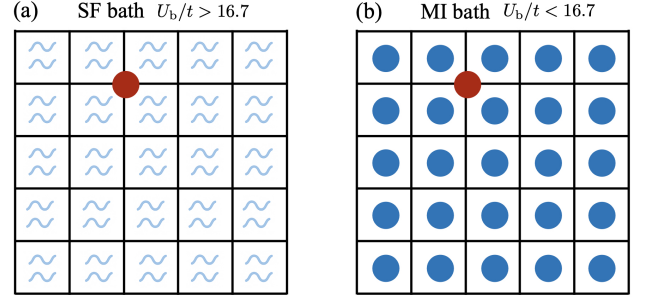 (a) SF bath U_b/t > 16.7
(b) MI bath U_b/t < 16.7